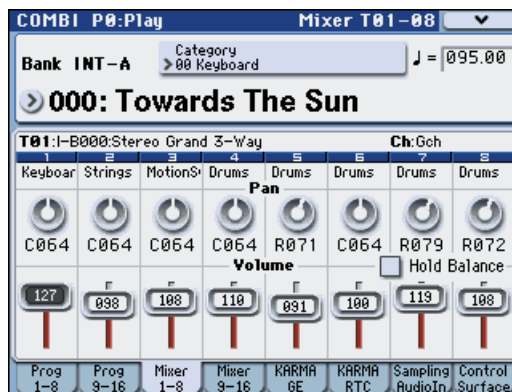 COMBI P0:Play Mixer T01-08
Category
Bank INT-A 00 Keyboard ♩= 095.00
000: Towards The Sun
T01:I-B000:Stereo Grand 3-Way Ch:Gch
1 2 3 4 5 6 7 8
Keyboar Strings MotionS Drums Drums Drums Drums Drums
Pan
C064 C064 C064 C064 R071 C064 R079 R072
Volume Hold Balance
127 098 108 110 091 100 119 108
Prog Prog Mixer Mixer KARMA KARMA Sampling Control
1-8 9-16 1-8 9-16 GE RTC AudioIn Surface